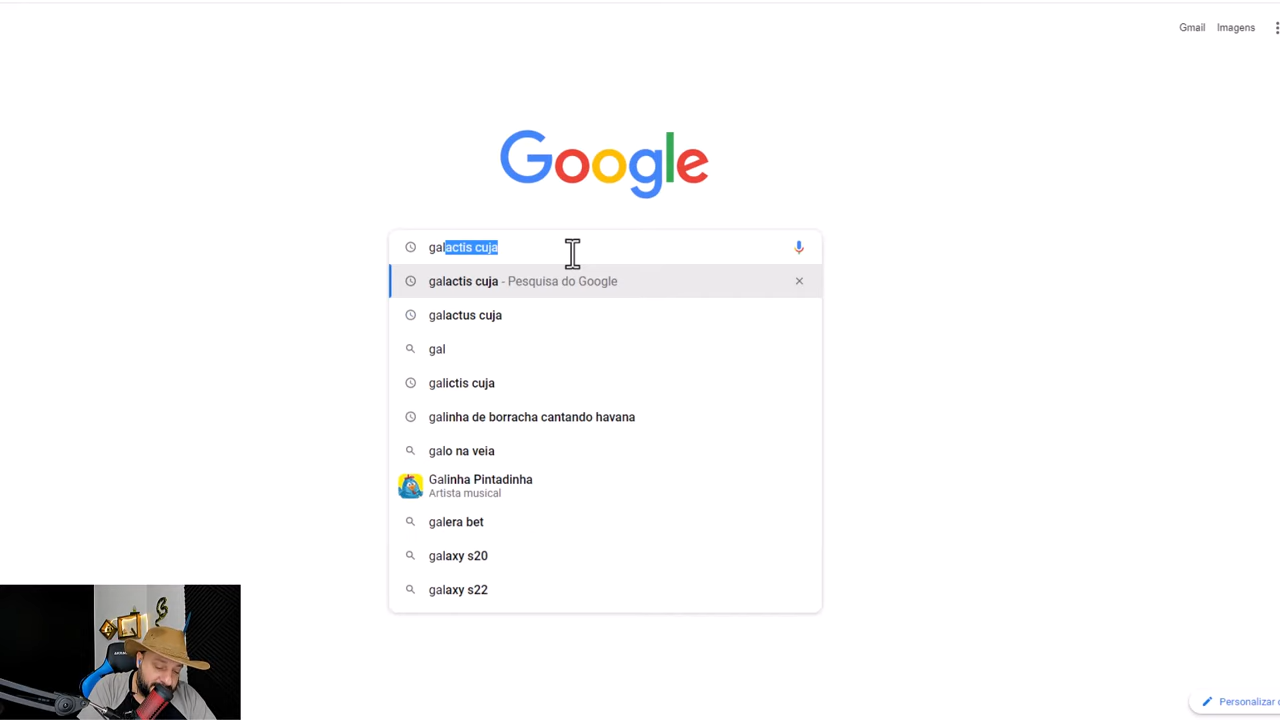 Gmail Imagens
Google
galactis cuja
galactis cuja - Pesquisa do Google
galactus cuja
gal
galictis cuja
galinha de borracha cantando havana
galo na veia
Galinha Pintadinha
Artista musical
galera bet
galaxy s20
galaxy s22
Personalizar